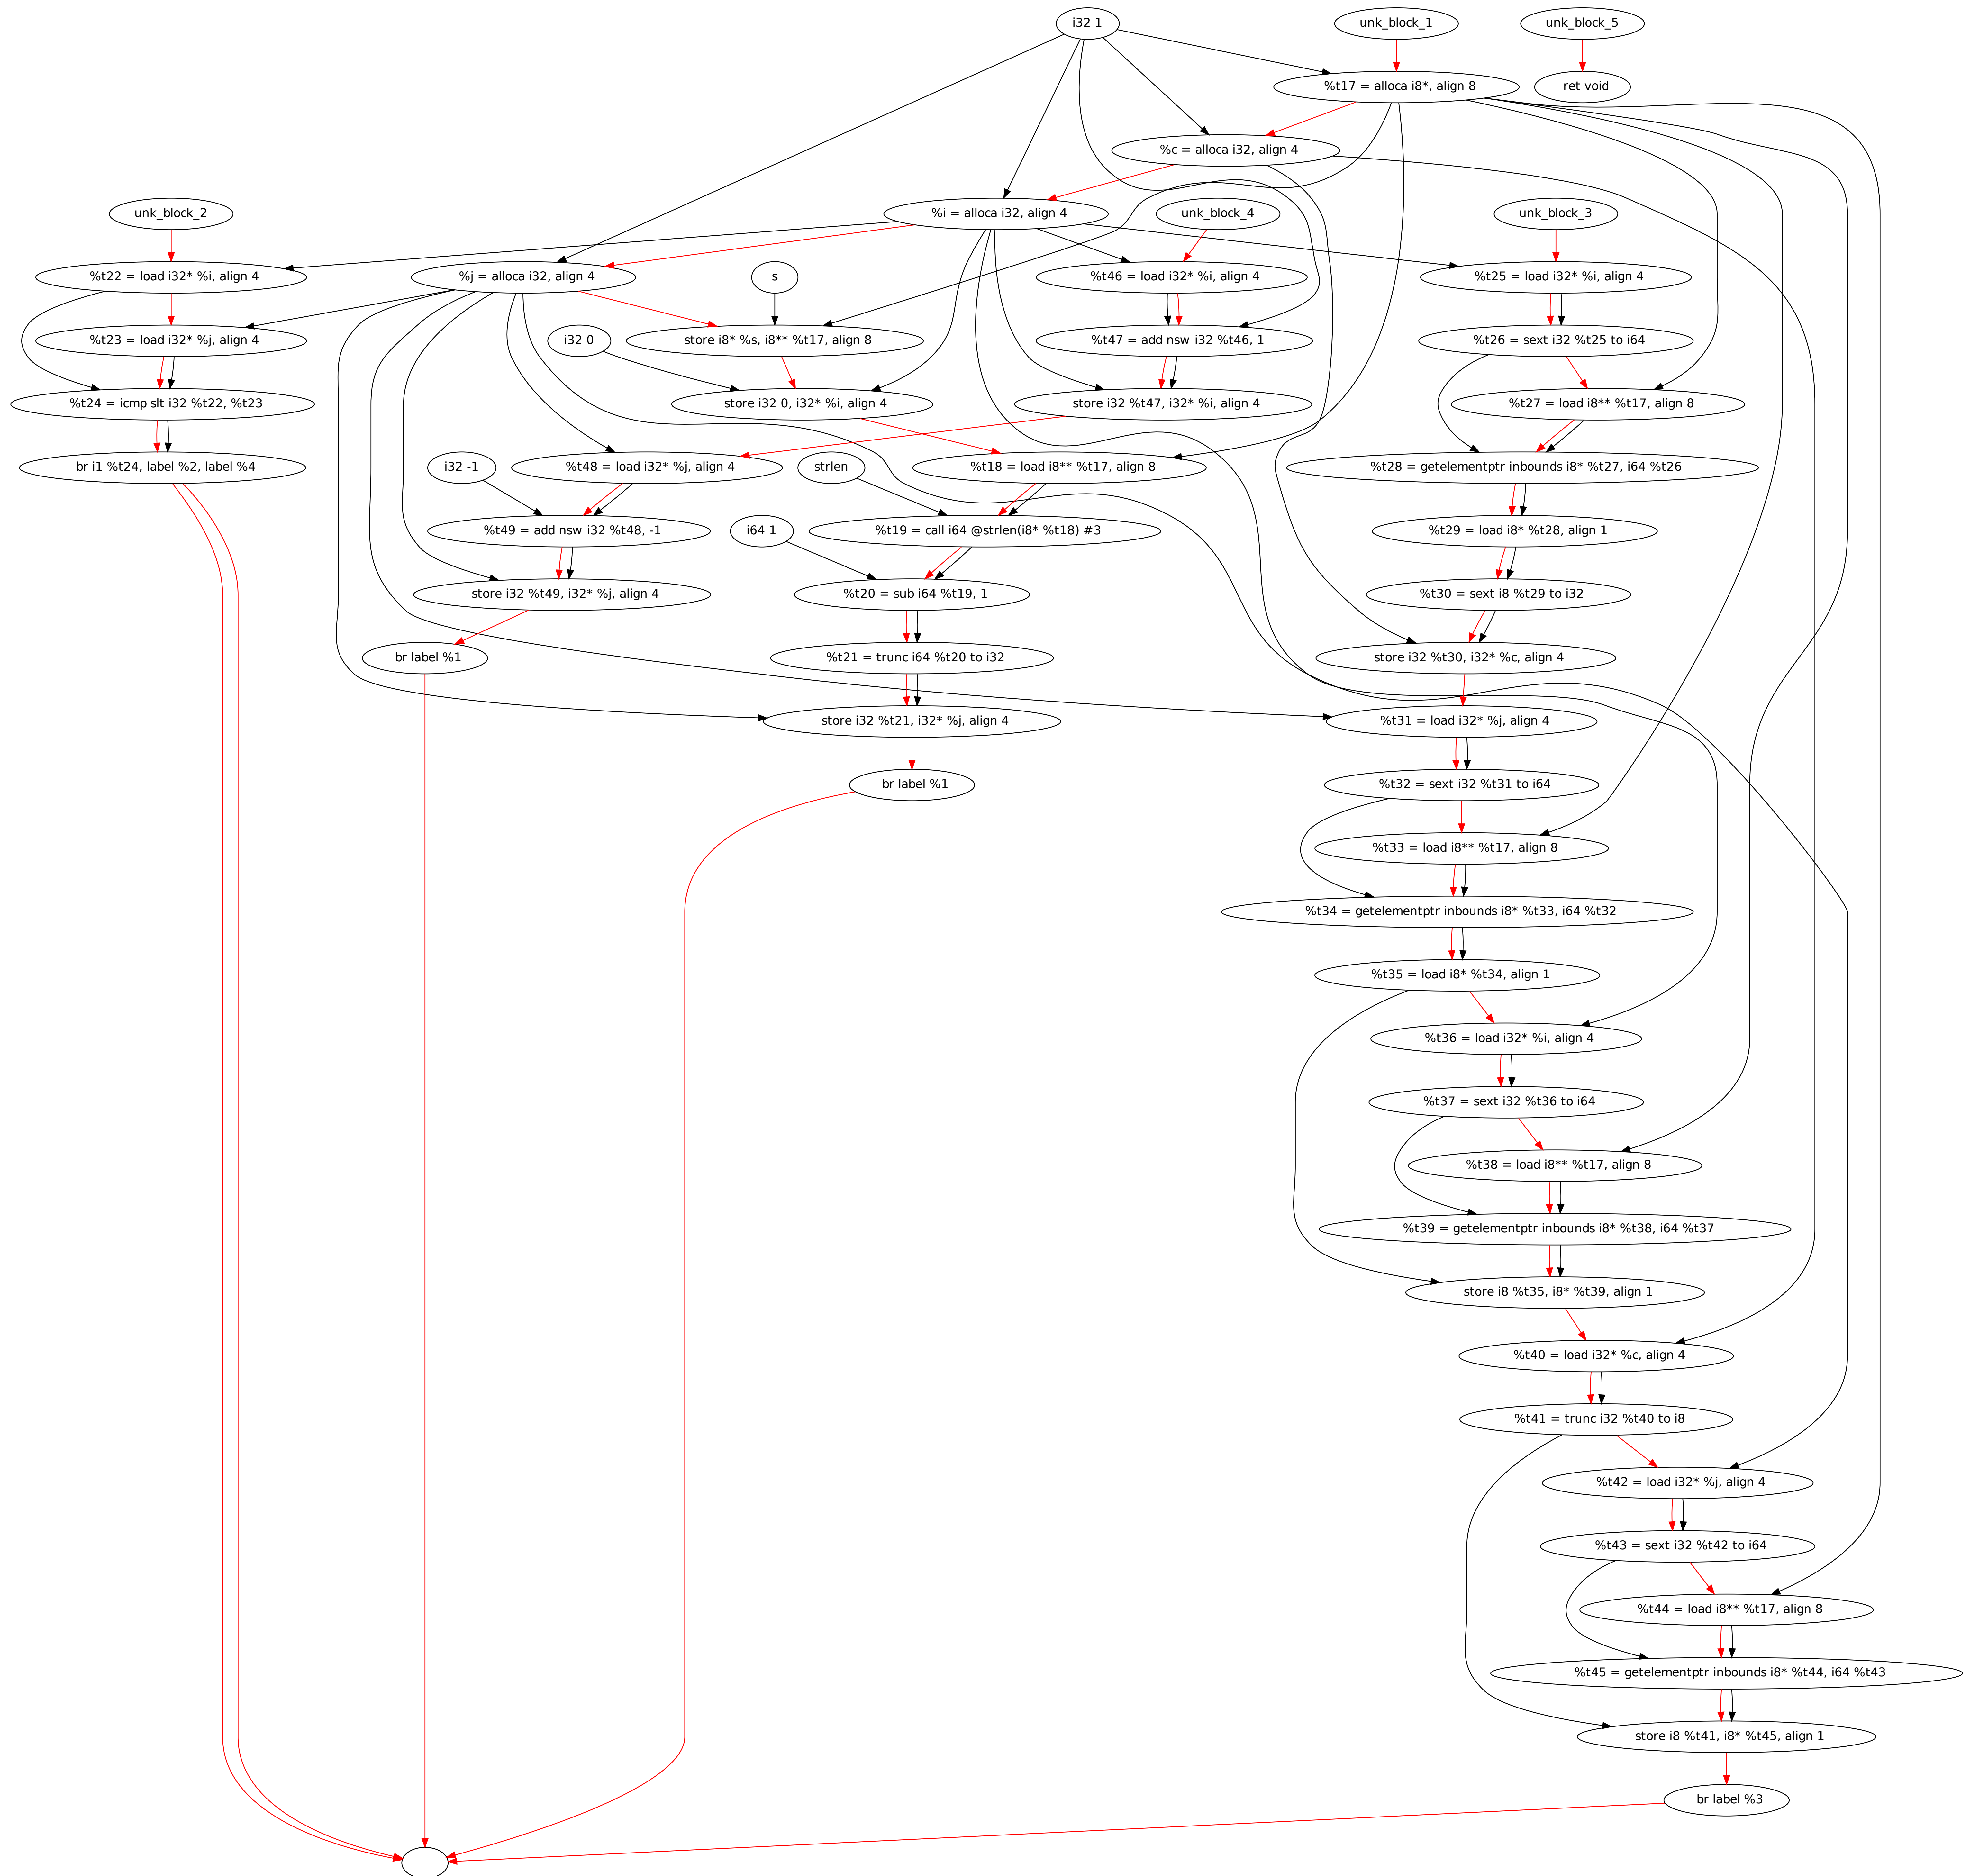 i32 1
unk_block_1
unk_block_5
%t17 = alloca i8*, align 8
ret void
%c = alloca i32, align 4
unk_block_2
%i = alloca i32, align 4
unk_block_4
unk_block_3
%t22 = load i32* %i, align 4
%j = alloca i32, align 4
s
%t46 = load i32* %i, align 4
%t25 = load i32* %i, align 4
%t23 = load i32* %j, align 4
i32 0
store i8* %s, i8** %t17, align 8
%t47 = add nsw i32 %t46, 1
%t26 = sext i32 %t25 to i64
%t24 = icmp slt i32 %t22, %t23
store i32 0, i32* %i, align 4
store i32 %t47, i32* %i, align 4
%t27 = load i8** %t17, align 8
br i1 %t24, label %2, label %4
i32 -1
%t48 = load i32* %j, align 4
strlen
%t18 = load i8** %t17, align 8
%t28 = getelementptr inbounds i8* %t27, i64 %t26
%t49 = add nsw i32 %t48, -1
i64 1
%t19 = call i64 @strlen(i8* %t18) #3
%t29 = load i8* %t28, align 1
store i32 %t49, i32* %j, align 4
%t20 = sub i64 %t19, 1
%t30 = sext i8 %t29 to i32
br label %1
%t21 = trunc i64 %t20 to i32
store i32 %t30, i32* %c, align 4
store i32 %t21, i32* %j, align 4
%t31 = load i32* %j, align 4
br label %1
%t32 = sext i32 %t31 to i64
%t33 = load i8** %t17, align 8
%t34 = getelementptr inbounds i8* %t33, i64 %t32
%t35 = load i8* %t34, align 1
%t36 = load i32* %i, align 4
%t37 = sext i32 %t36 to i64
%t38 = load i8** %t17, align 8
%t39 = getelementptr inbounds i8* %t38, i64 %t37
store i8 %t35, i8* %t39, align 1
%t40 = load i32* %c, align 4
%t41 = trunc i32 %t40 to i8
%t42 = load i32* %j, align 4
%t43 = sext i32 %t42 to i64
%t44 = load i8** %t17, align 8
%t45 = getelementptr inbounds i8* %t44, i64 %t43
store i8 %t41, i8* %t45, align 1
br label %3